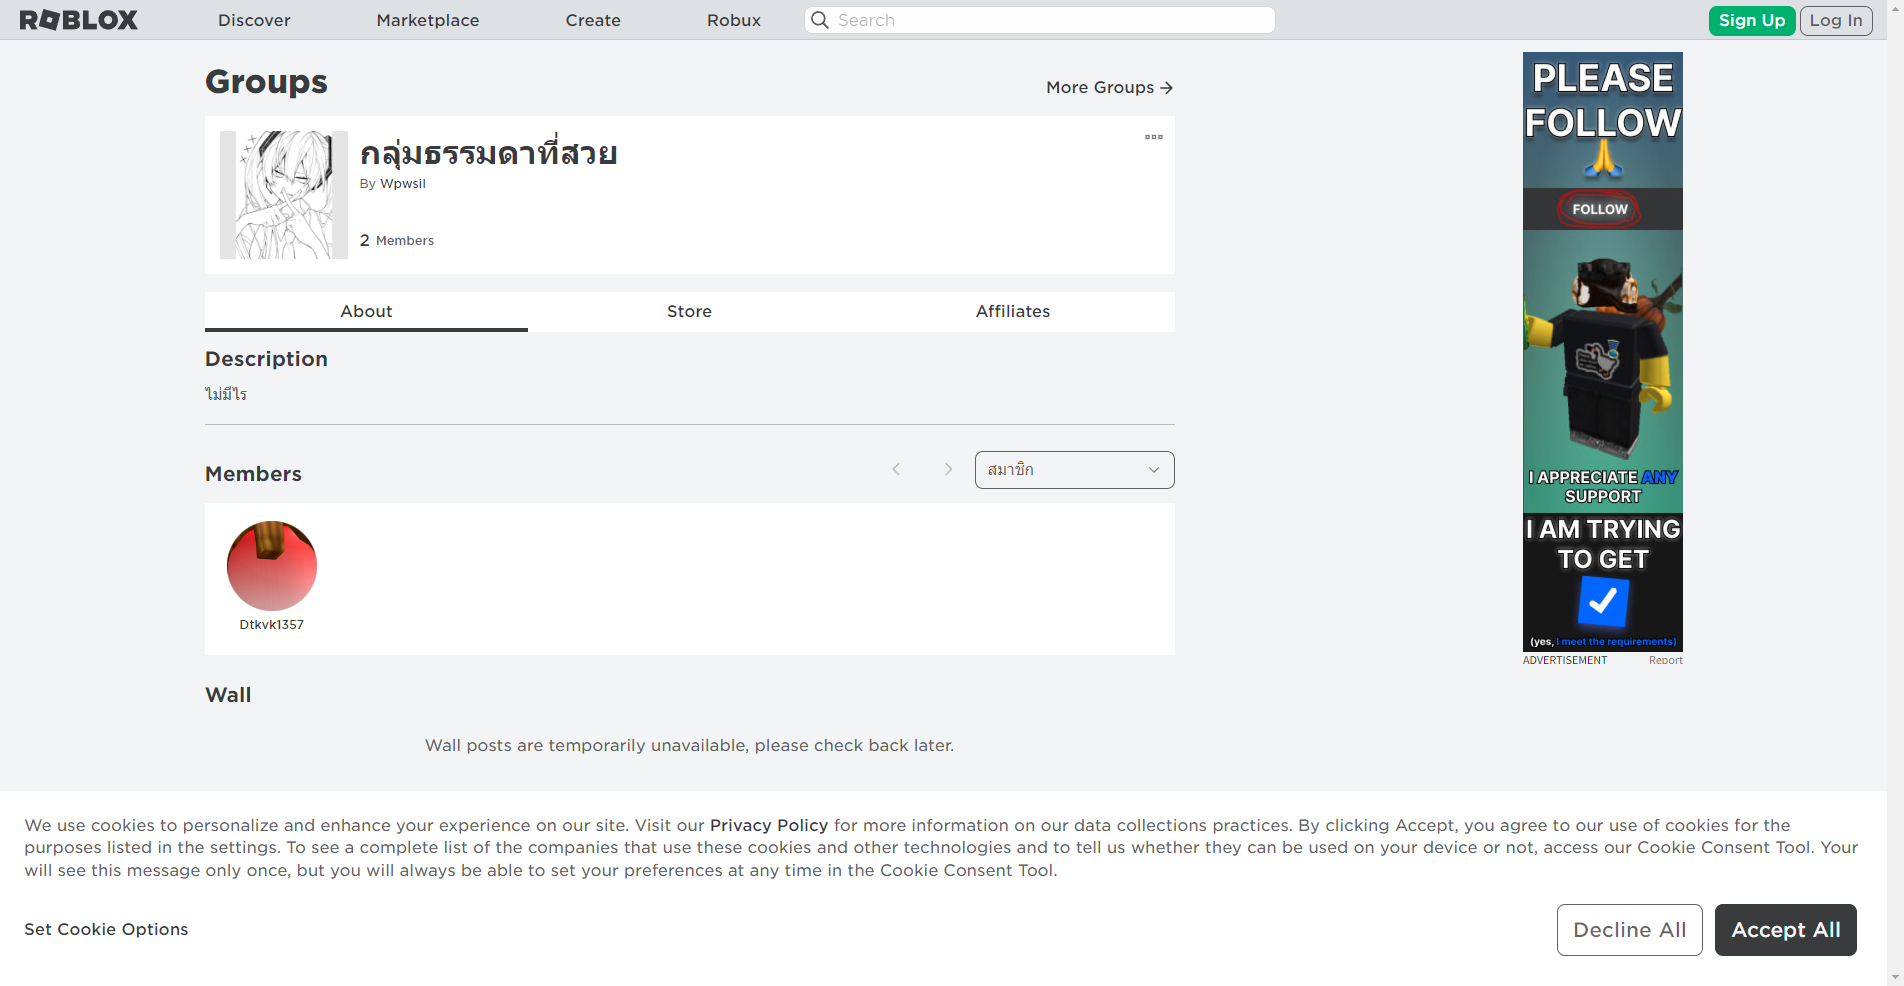 ROBLOX
Discover
Marketplace
Create
Robux
Search
Sign Up
Log In
Groups
More Groups
กลุ่มธรรมดาที่สวย
By Wpwsil
2 Members
About
Store
Affiliates
Description
ไม่มีไร
Members
สมาชิก
Dtkvk1357
Wall
Wall posts are temporarily unavailable, please check back later.
PLEASE
FOLLOW
FOLLOW
I APPRECIATE ANY
SUPPORT
I AM TRYING
TO GET
(yes, I meet the requirements)
ADVERTISEMENT
Report
We use cookies to personalize and enhance your experience on our site. Visit our Privacy Policy for more information on our data collections practices. By clicking Accept, you agree to our use of cookies for the
purposes listed in the settings. To see a complete list of the companies that use these cookies and other technologies and to tell us whether they can be used on your device or not, access our Cookie Consent Tool. Your
will see this message only once, but you will always be able to set your preferences at any time in the Cookie Consent Tool.
Set Cookie Options
Decline All
Accept All